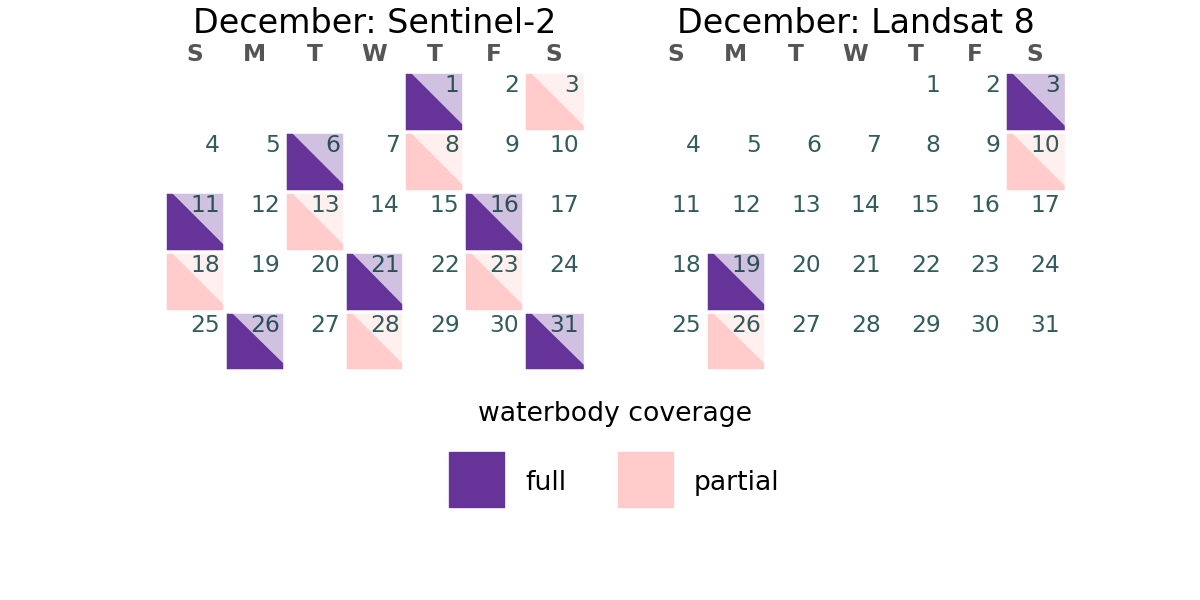 December: Sentinel-2
S M T W T F S
1 2 3
4 5 6 7 8 9 10
11 12 13 14 15 16 17
18 19 20 21 22 23 24
25 26 27 28 29 30 31
December: Landsat 8
S M T W T F S
1 2 3
4 5 6 7 8 9 10
11 12 13 14 15 16 17
18 19 20 21 22 23 24
25 26 27 28 29 30 31
waterbody coverage
full
partial